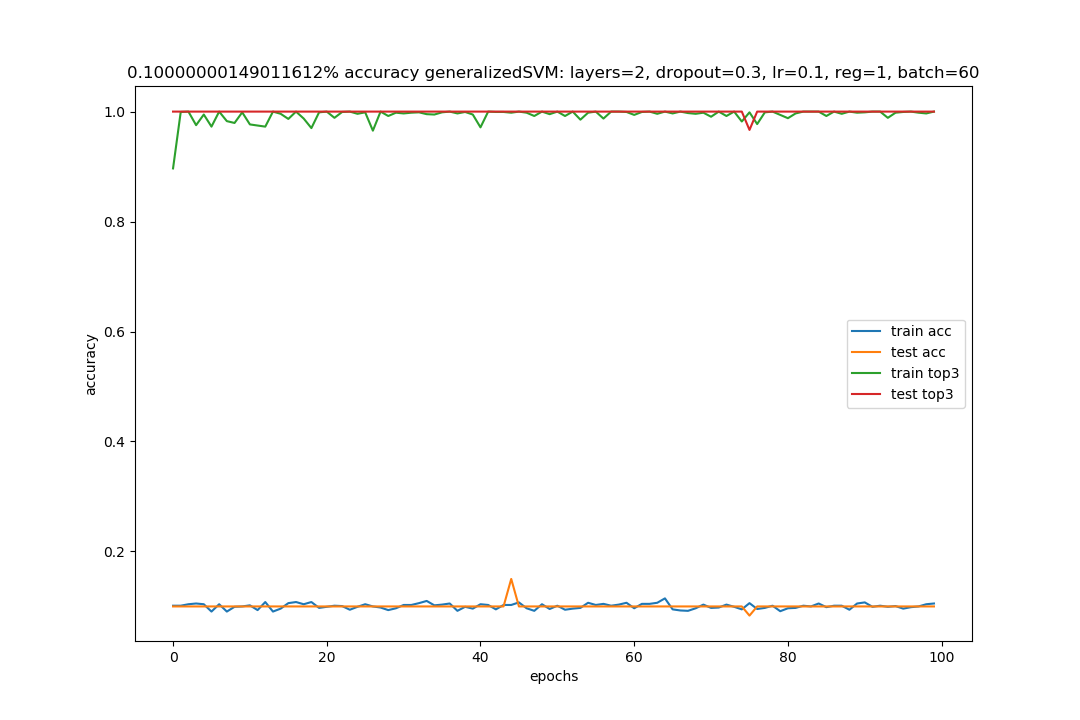 0.10000000149011612% accuracy generalizedSVM: layers=2, dropout=0.3, lr=0.1, reg=1, batch=60
1.0
0.8
0.6
0.4
0.2
accuracy
train acc
test acc
train top3
test top3
0 20 40 60 80 100
epochs